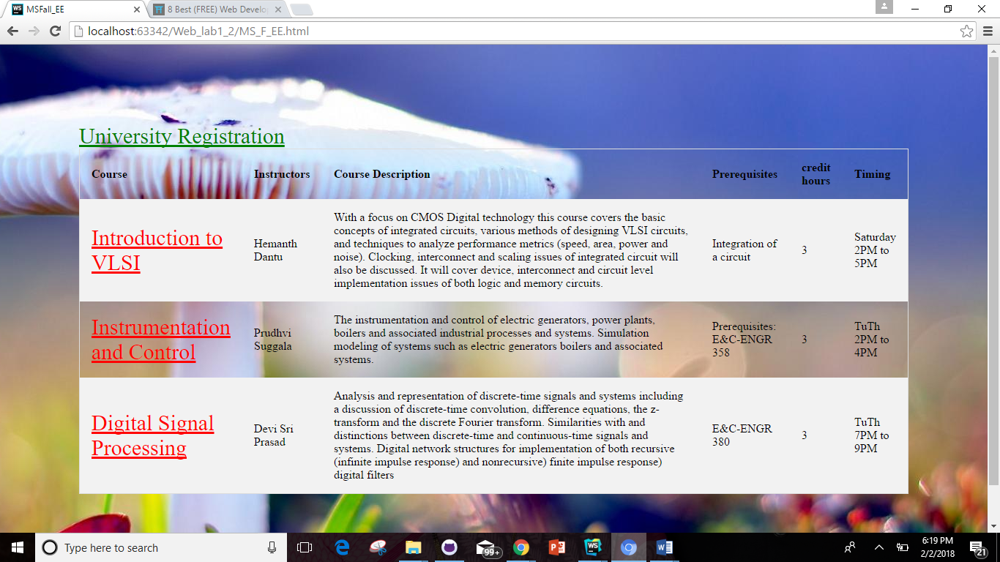 MSFall_EE
8 Best (FREE) Web Develo
localhost:63342/Web_lab1_2/MS_F_EE.html
University Registration
Course
Instructors
Course Description
Prerequisites
credit
hours
Timing
Introduction to
VLSI
Hemanth
Dantu
With a focus on CMOS Digital technology this course covers the basic
concepts of integrated circuits, various methods of designing VLSI circuits,
and techniques to analyze performance metrics (speed, area, power and
noise). Clocking, interconnect and scaling issues of integrated circuit will
also be discussed. It will cover device, interconnect and circuit level
implementation issues of both logic and memory circuits.
Integration of
a circuit
3
Saturday
2PM to
5PM
Instrumentation
and Control
Prudhvi
Suggala
The instrumentation and control of electric generators, power plants,
boilers and associated industrial processes and systems. Simulation
modeling of systems such as electric generators boilers and associated
systems.
Prerequisites:
E&C-ENGR
358
3
TuTh
2PM to
4PM
Digital Signal
Processing
Devi Sri
Prasad
Analysis and representation of discrete-time signals and systems including
a discussion of discrete-time convolution, difference equations, the z-
transform and the discrete Fourier transform. Similarities with and
distinctions between discrete-time and continuous-time signals and
systems. Digital network structures for implementation of both recursive
(infinite impulse response) and nonrecursive) finite impulse response)
digital filters
E&C-ENGR
380
3
TuTh
7PM to
9PM
Type here to search
99+
6:19 PM
2/2/2018
21